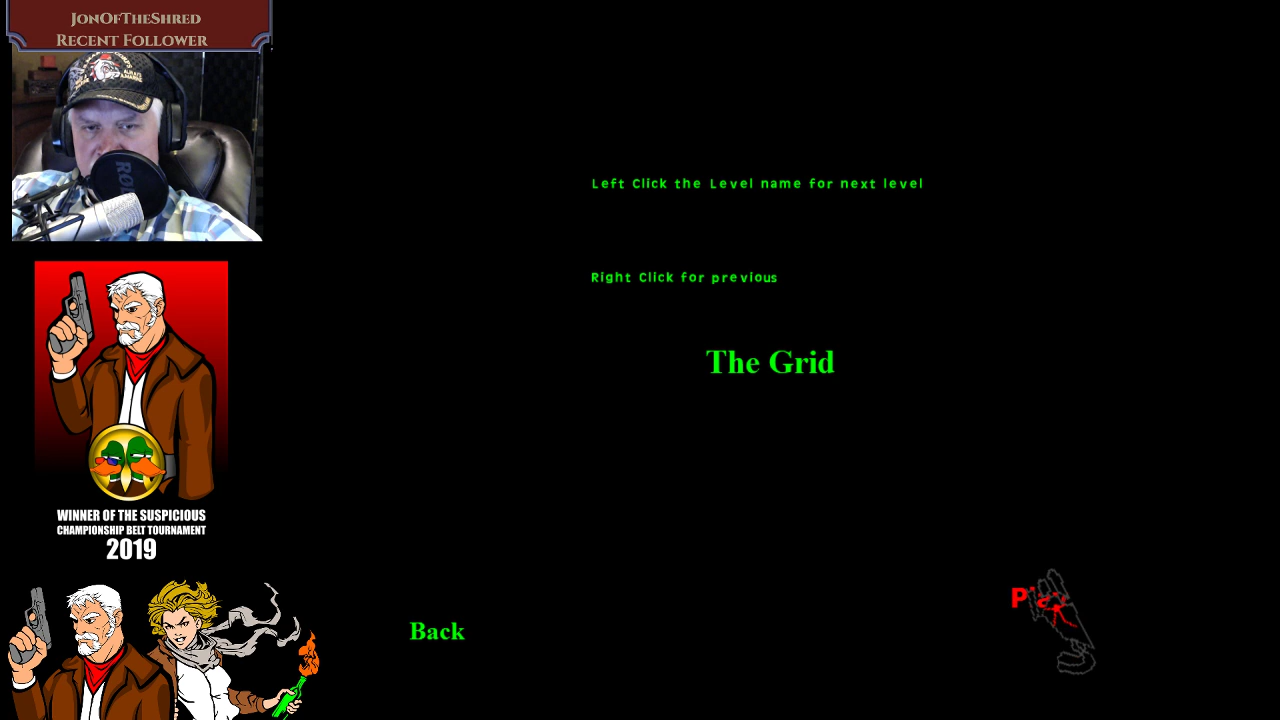 JonOfTheShred
Recent Follower
Left Click the Level name for next level
Right Click for previous
The Grid
WINNER OF THE SUSPICIOUS
CHAMPIONSHIP BELT TOURNAMENT
2019
Back
Play